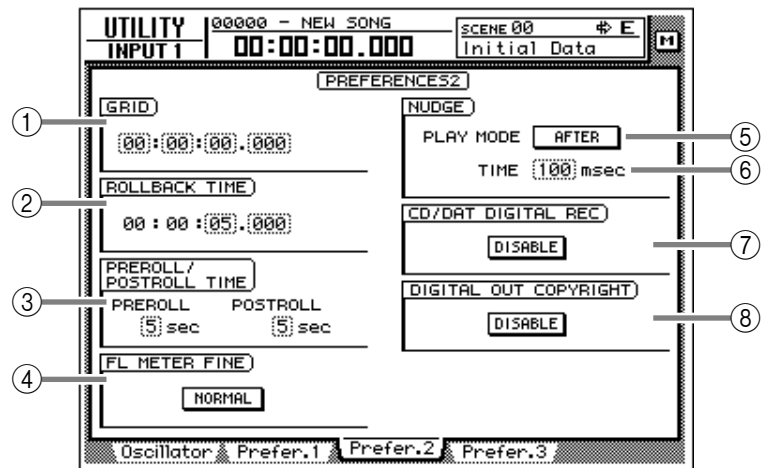 UTILITY
INPUT 1
00000 - NEW SONG
00:00:00.000
SCENE 00 E
Initial Data
M
PREFERENCES2
① GRID
00:00:00.000
② ROLLBACK TIME
00:00:05.000
③ PREROLL/
POSTROLL TIME
PREROLL POSTROLL
5 sec 5 sec
④ FL METER FINE
NORMAL
NUDGE
PLAY MODE AFTER ⑤
TIME 100 msec ⑥
CD/DAT DIGITAL REC ⑦
DISABLE
DIGITAL OUT COPYRIGHT ⑧
DISABLE
Oscillator Prefer.1 Prefer.2 Prefer.3